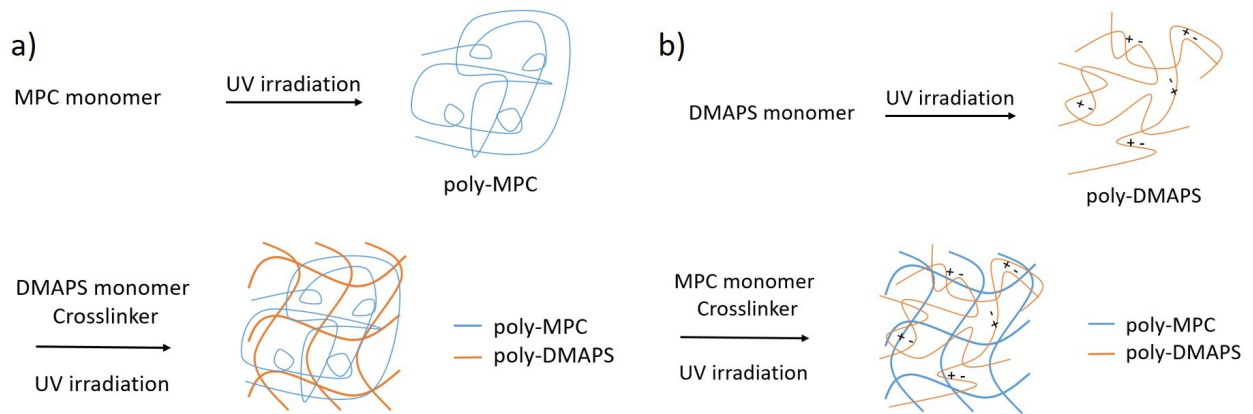 a)
MPC monomer
UV irradiation
poly-MPC
DMAPS monomer
Crosslinker
UV irradiation
poly-MPC
poly-DMAPS
b)
DMAPS monomer
UV irradiation
+ -
+ -
+ -
+ -
+ -
poly-DMAPS
MPC monomer
Crosslinker
UV irradiation
+ -
+ -
+ -
+ -
+ -
poly-MPC
poly-DMAPS